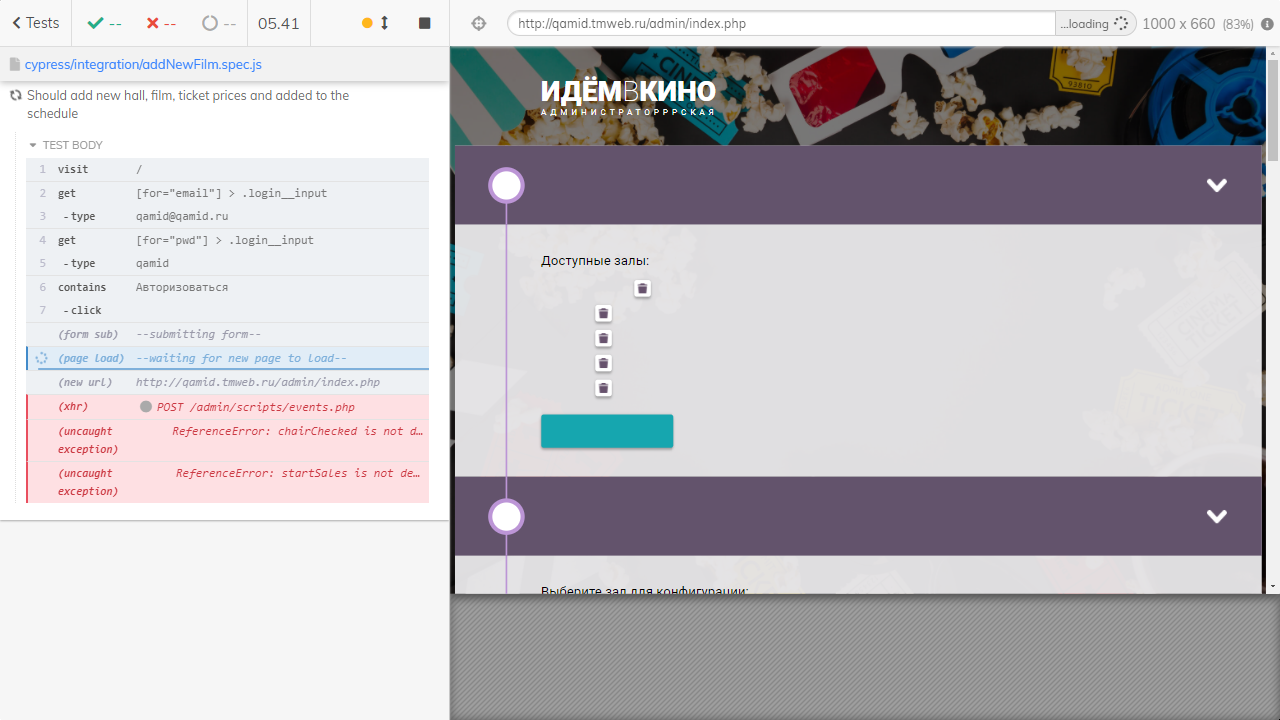 Tests
--
--
--
05.41
http://qamid.tmweb.ru/admin/index.php
...loading
1000 x 660 (83%)
cypress/integration/addNewFilm.spec.js
Should add new hall, film, ticket prices and added to the
schedule
TEST BODY
1 visit /
2 get [for="email"] > .login__input
3 -type qamid@qamid.ru
4 get [for="pwd"] > .login__input
5 -type qamid
6 contains Авторизоваться
7 -click
(form sub) --submitting form--
(page load) --waiting for new page to load--
(new url) http://qamid.tmweb.ru/admin/index.php
(xhr) POST /admin/scripts/events.php
(uncaught exception) ReferenceError: chairChecked is not d…
(uncaught exception) ReferenceError: startSales is not de…
ИДЁМВКИНО
АДМИНИСТРАТОРРРСКАЯ
Доступные залы:
Выберите зал для конфигурации:
93810